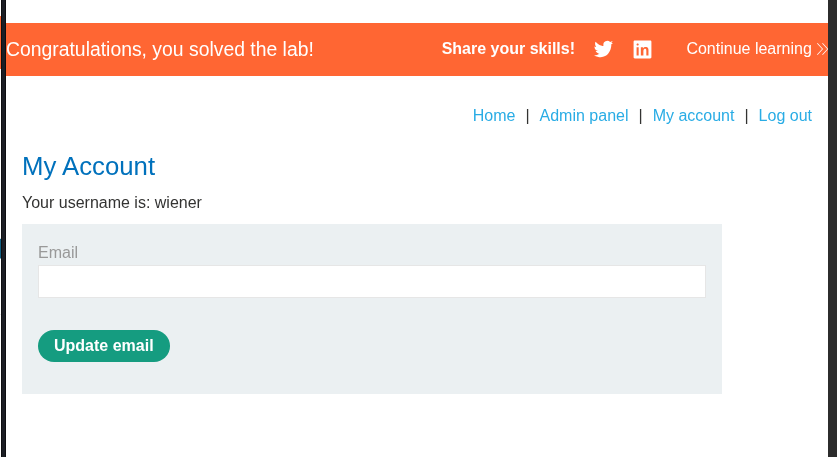 Congratulations, you solved the lab! Share your skills! Continue learning
Home | Admin panel | My account | Log out
My Account
Your username is: wiener
Email
Update email